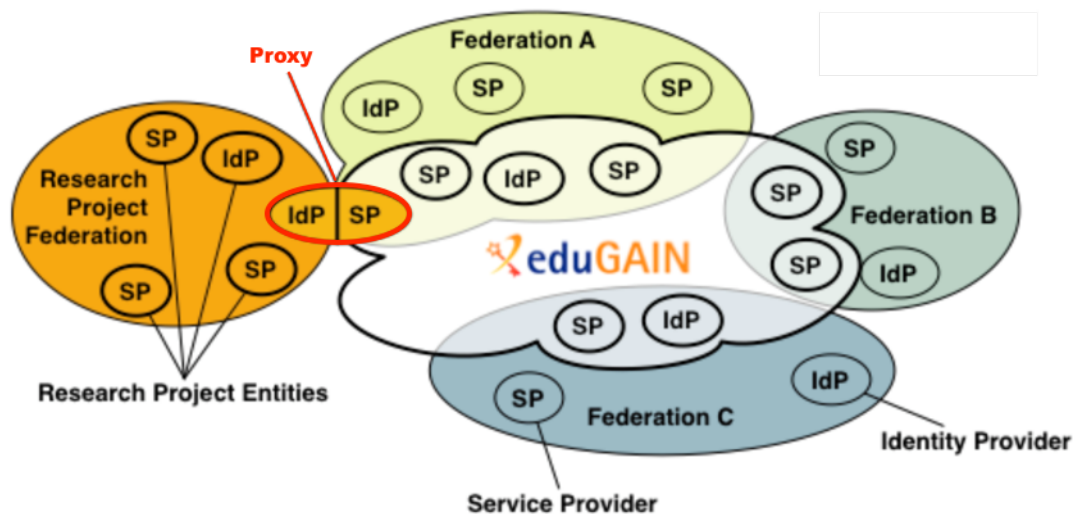 Federation A
Proxy
SP
SP
IdP
SP
IdP
Research
Project
Federation
SP
IdP
SP
IdP
SP
SP
SP
Federation B
IdP
SP
SP
SP
eduGAIN
SP
IdP
SP
IdP
Federation C
Research Project Entities
Identity Provider
Service Provider